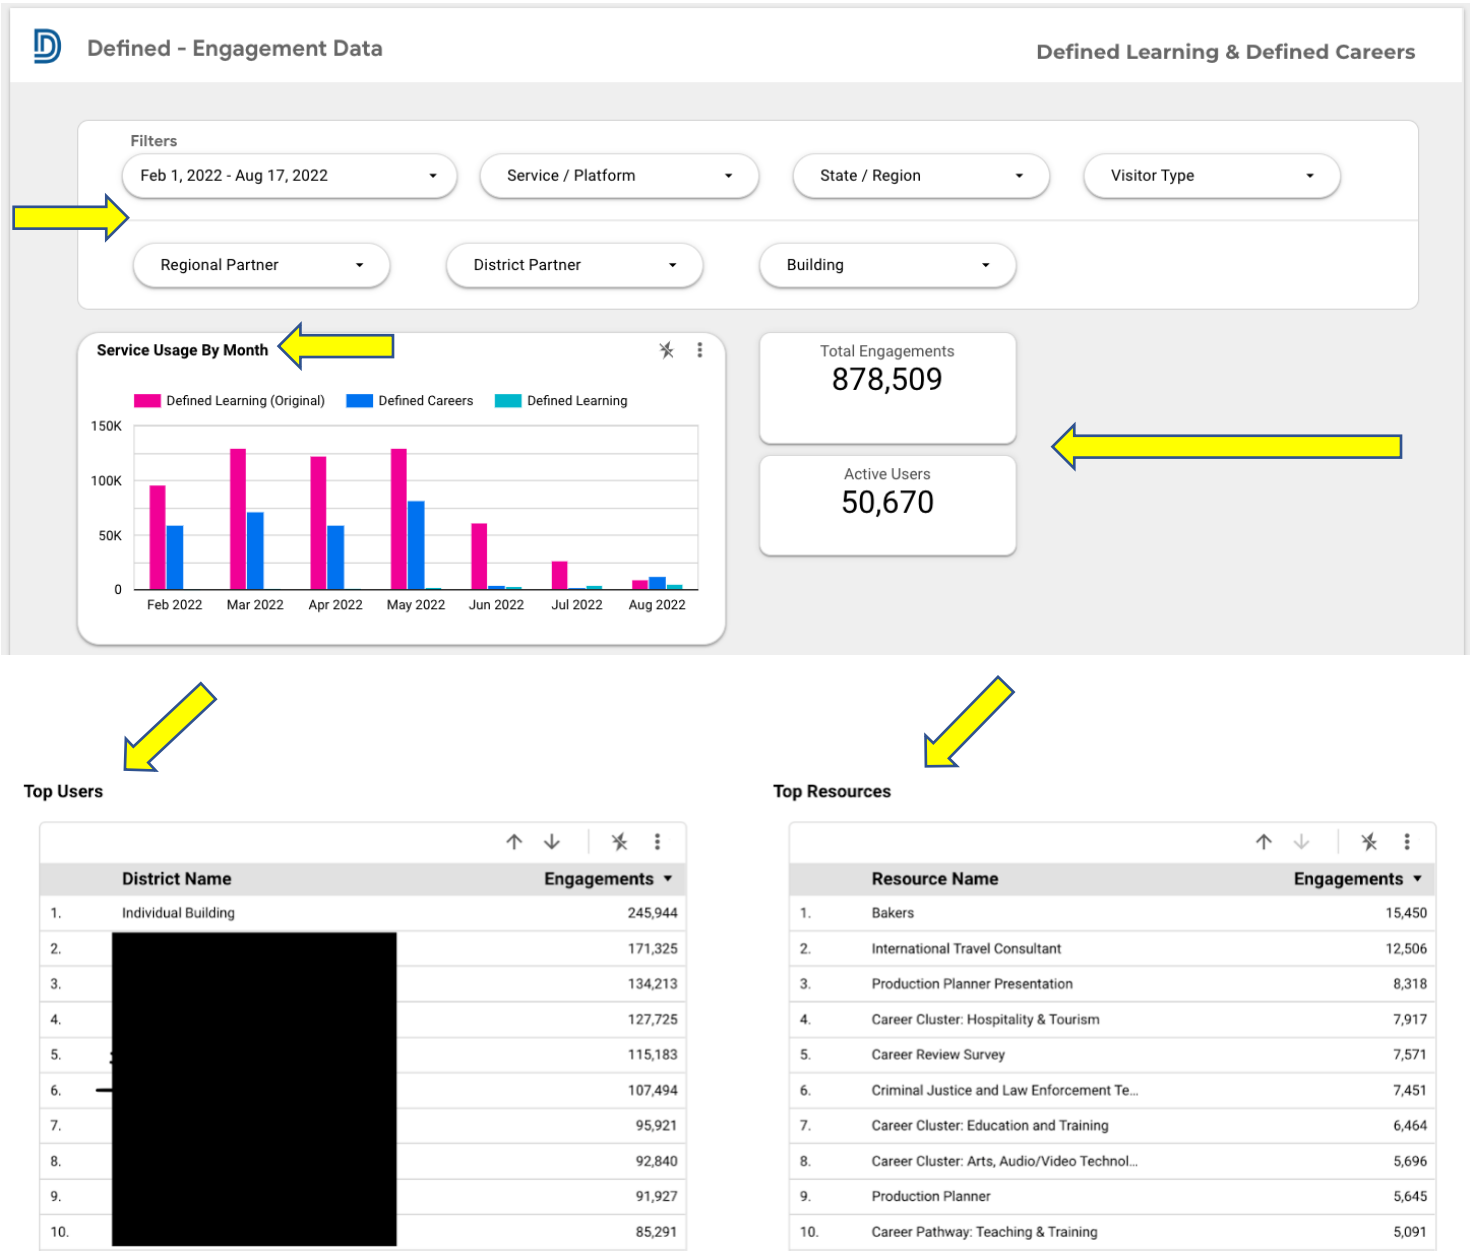 Defined - Engagement Data
Defined Learning & Defined Careers
Filters
Feb 1, 2022 - Aug 17, 2022
Service / Platform
State / Region
Visitor Type
Regional Partner
District Partner
Building
Service Usage By Month
Defined Learning (Original)
Defined Careers
Defined Learning
150K
100K
50K
0
Feb 2022
Mar 2022
Apr 2022
May 2022
Jun 2022
Jul 2022
Aug 2022
Total Engagements
878,509
Active Users
50,670
Top Users
District Name Engagements
1. Individual Building 245,944
2. 171,325
3. 134,213
4. 127,725
5. 115,183
6. 107,494
7. 95,921
8. 92,840
9. 91,927
10. 85,291
Top Resources
Resource Name Engagements
1. Bakers 15,450
2. International Travel Consultant 12,506
3. Production Planner Presentation 8,318
4. Career Cluster: Hospitality & Tourism 7,917
5. Career Review Survey 7,571
6. Criminal Justice and Law Enforcement Te... 7,451
7. Career Cluster: Education and Training 6,464
8. Career Cluster: Arts, Audio/Video Technol... 5,696
9. Production Planner 5,645
10. Career Pathway: Teaching & Training 5,091